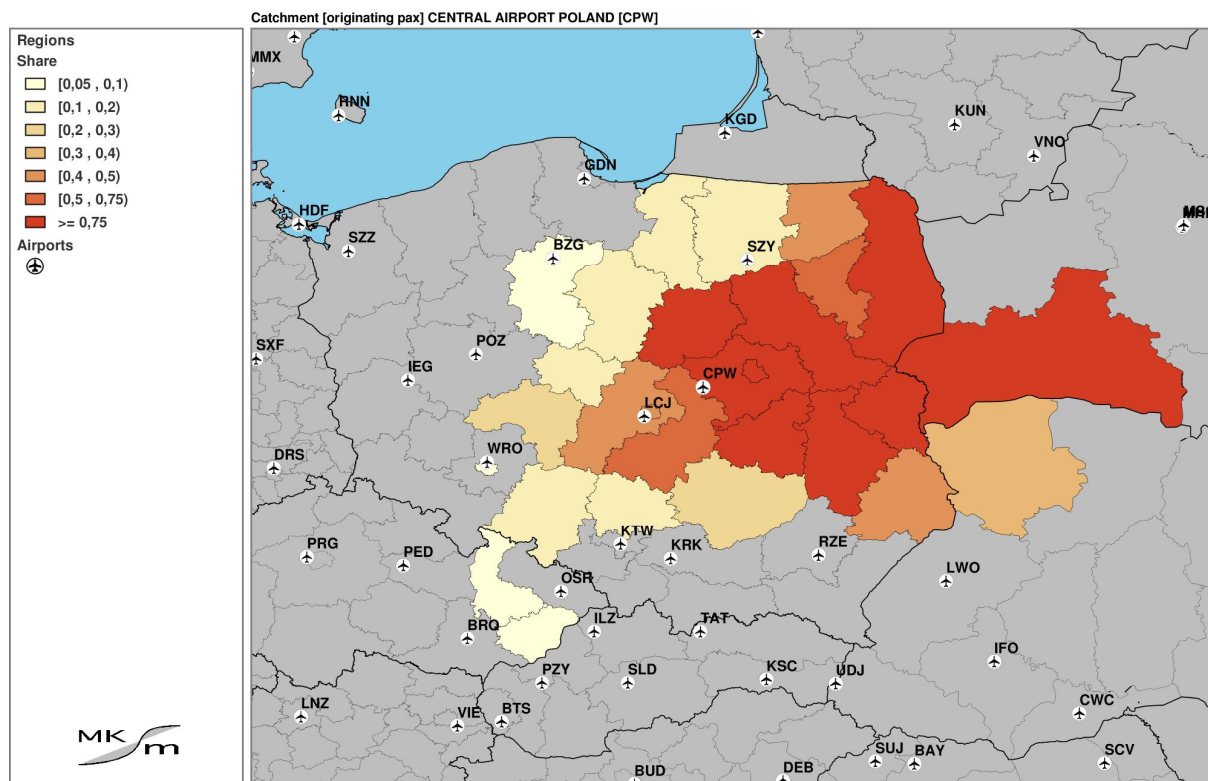 Catchment [originating pax] CENTRAL AIRPORT POLAND [CPW]
Regions
Share
[0,05 , 0,1)
[0,1 , 0,2)
[0,2 , 0,3)
[0,3 , 0,4)
[0,4 , 0,5)
[0,5 , 0,75)
>= 0,75
Airports
MKm
MMX
RNN
KGD
KUN
VNO
GDN
HDF
SZZ
BZG
SZY
SXF
POZ
IEG
CPW
LCJ
DRS
WRO
PRG
PED
KTW
KRK
RZE
OSR
LWO
BRQ
ILZ
TAT
IFO
PZY
SLD
KSC
UDJ
LNZ
VIE
BTS
CWC
BUD
DEB
SUJ
BAY
SCV